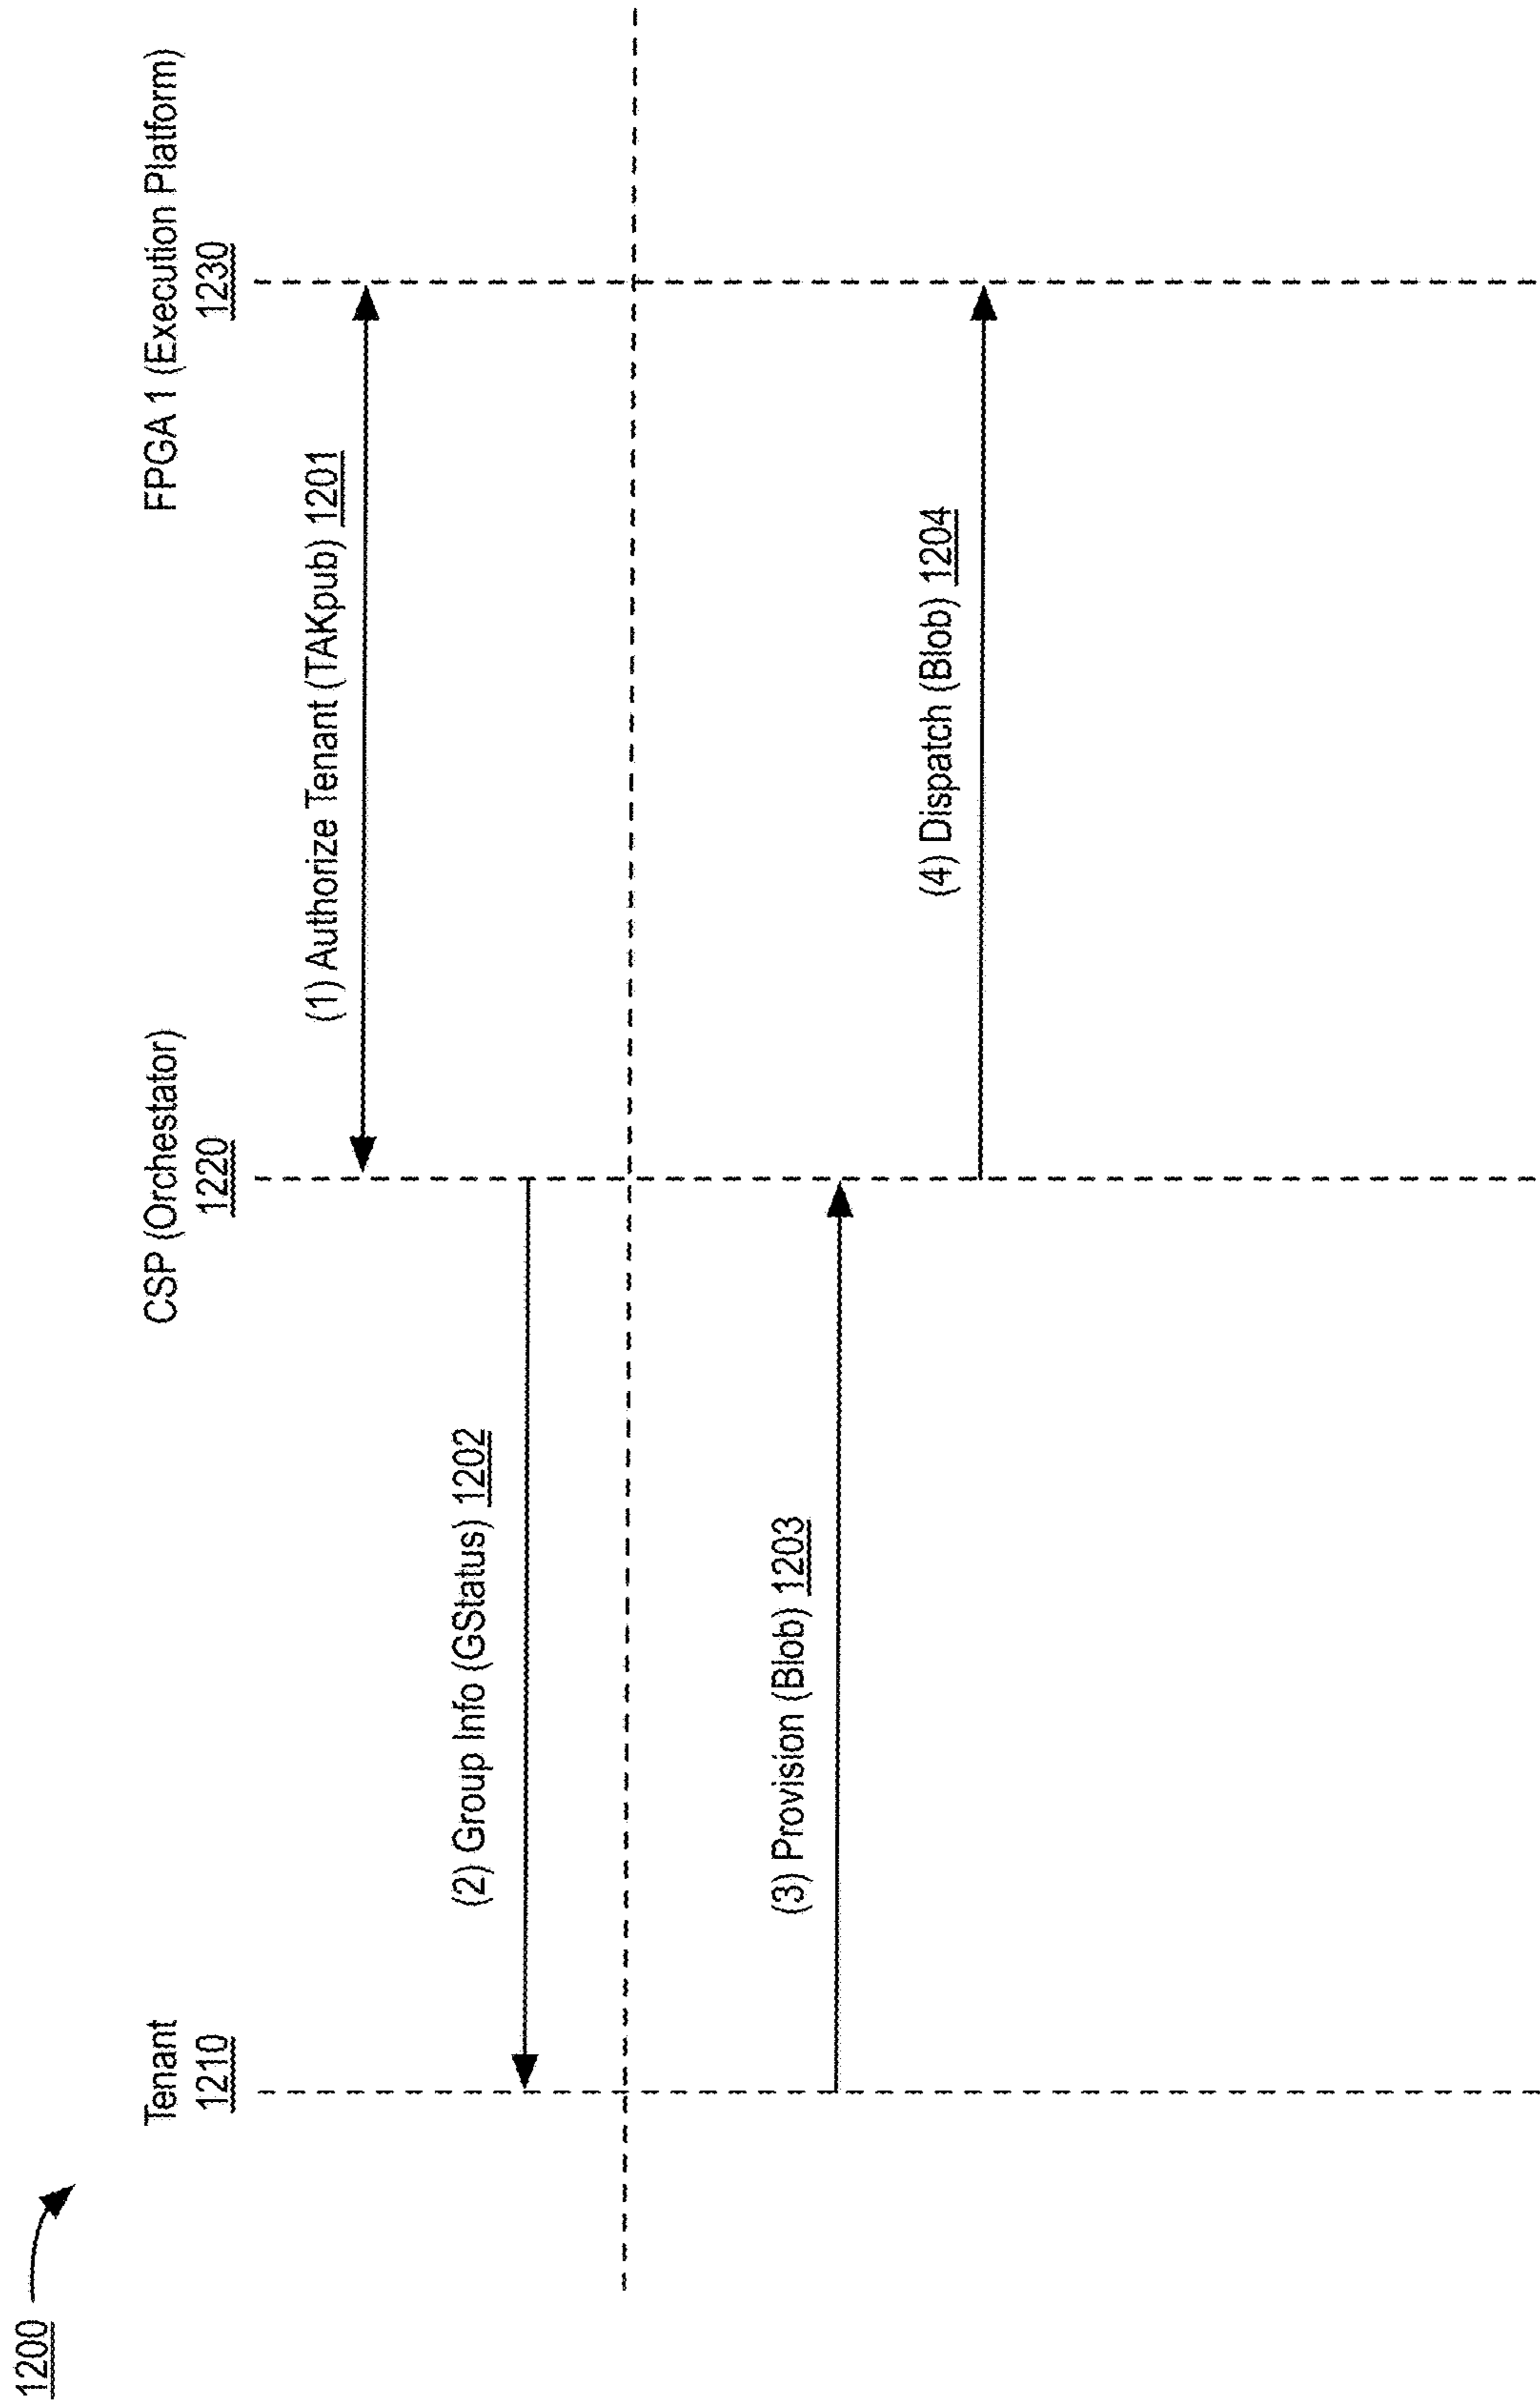 1200
Tenant
1210
CSP (Orchestator)
1220
FPGA 1 (Execution Platform)
1230
(1) Authorize Tenant (TAKpub) 1201
(2) Group Info (GStatus) 1202
(3) Provision (Blob) 1203
(4) Dispatch (Blob) 1204